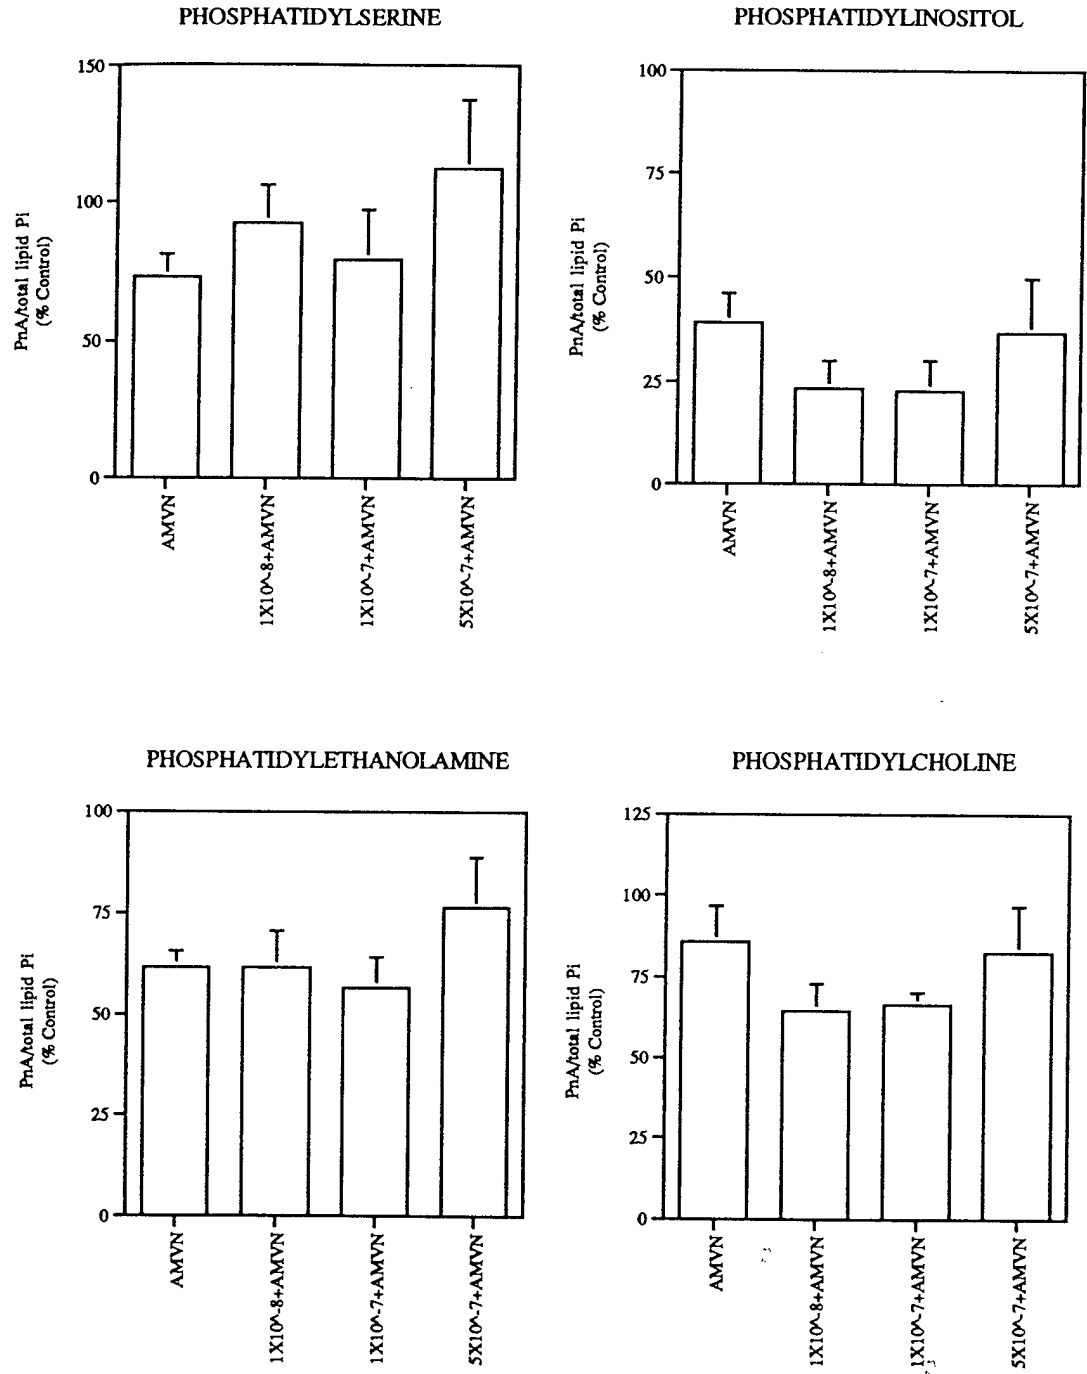 PHOSPHATIDYLSERINE
PnA/total lipid Pi
(% Control)
150
100
50
0
AMVN
1X10^-8+AMVN
1X10^-7+AMVN
5X10^-7+AMVN
PHOSPHATIDYLINOSITOL
PnA/total lipid Pi
(% Control)
100
75
50
25
0
AMVN
1X10^-8+AMVN
1X10^-7+AMVN
5X10^-7+AMVN
PHOSPHATIDYLETHANOLAMINE
PnA/total lipid Pi
(% Control)
100
75
50
25
0
AMVN
1X10^-8+AMVN
1X10^-7+AMVN
5X10^-7+AMVN
PHOSPHATIDYLCHOLINE
PnA/total lipid Pi
(% Control)
125
100
75
50
25
0
AMVN
1X10^-8+AMVN
1X10^-7+AMVN
5X10^-7+AMVN